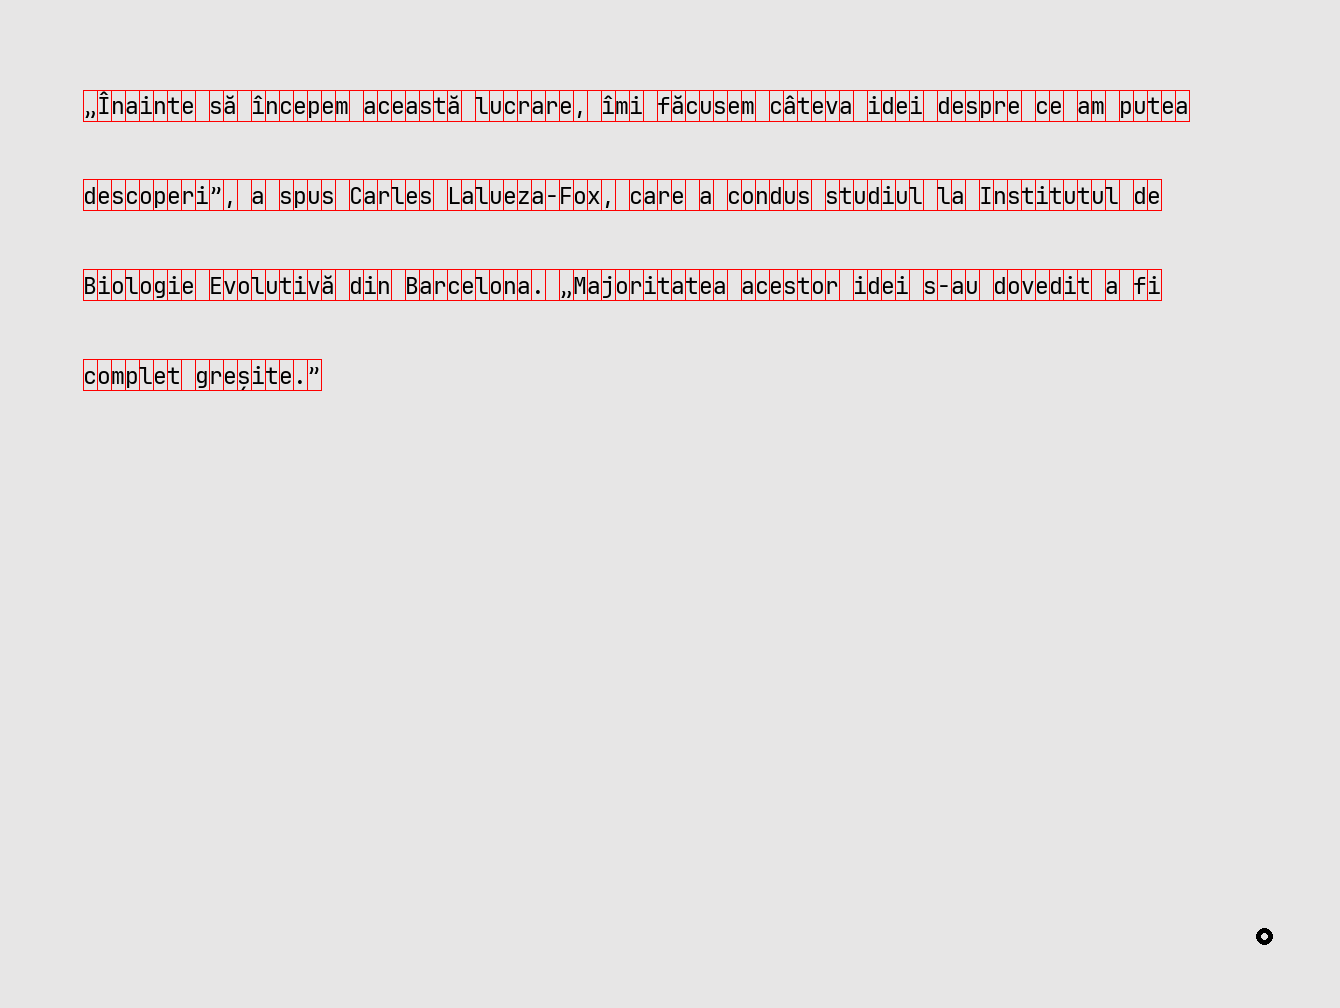 „Înainte să începem această lucrare, îmi făcusem câteva idei despre ce am putea
descoperi”, a spus Carles Lalueza-Fox, care a condus studiul la Institutul de
Biologie Evolutivă din Barcelona. „Majoritatea acestor idei s-au dovedit a fi
complet greșite.”